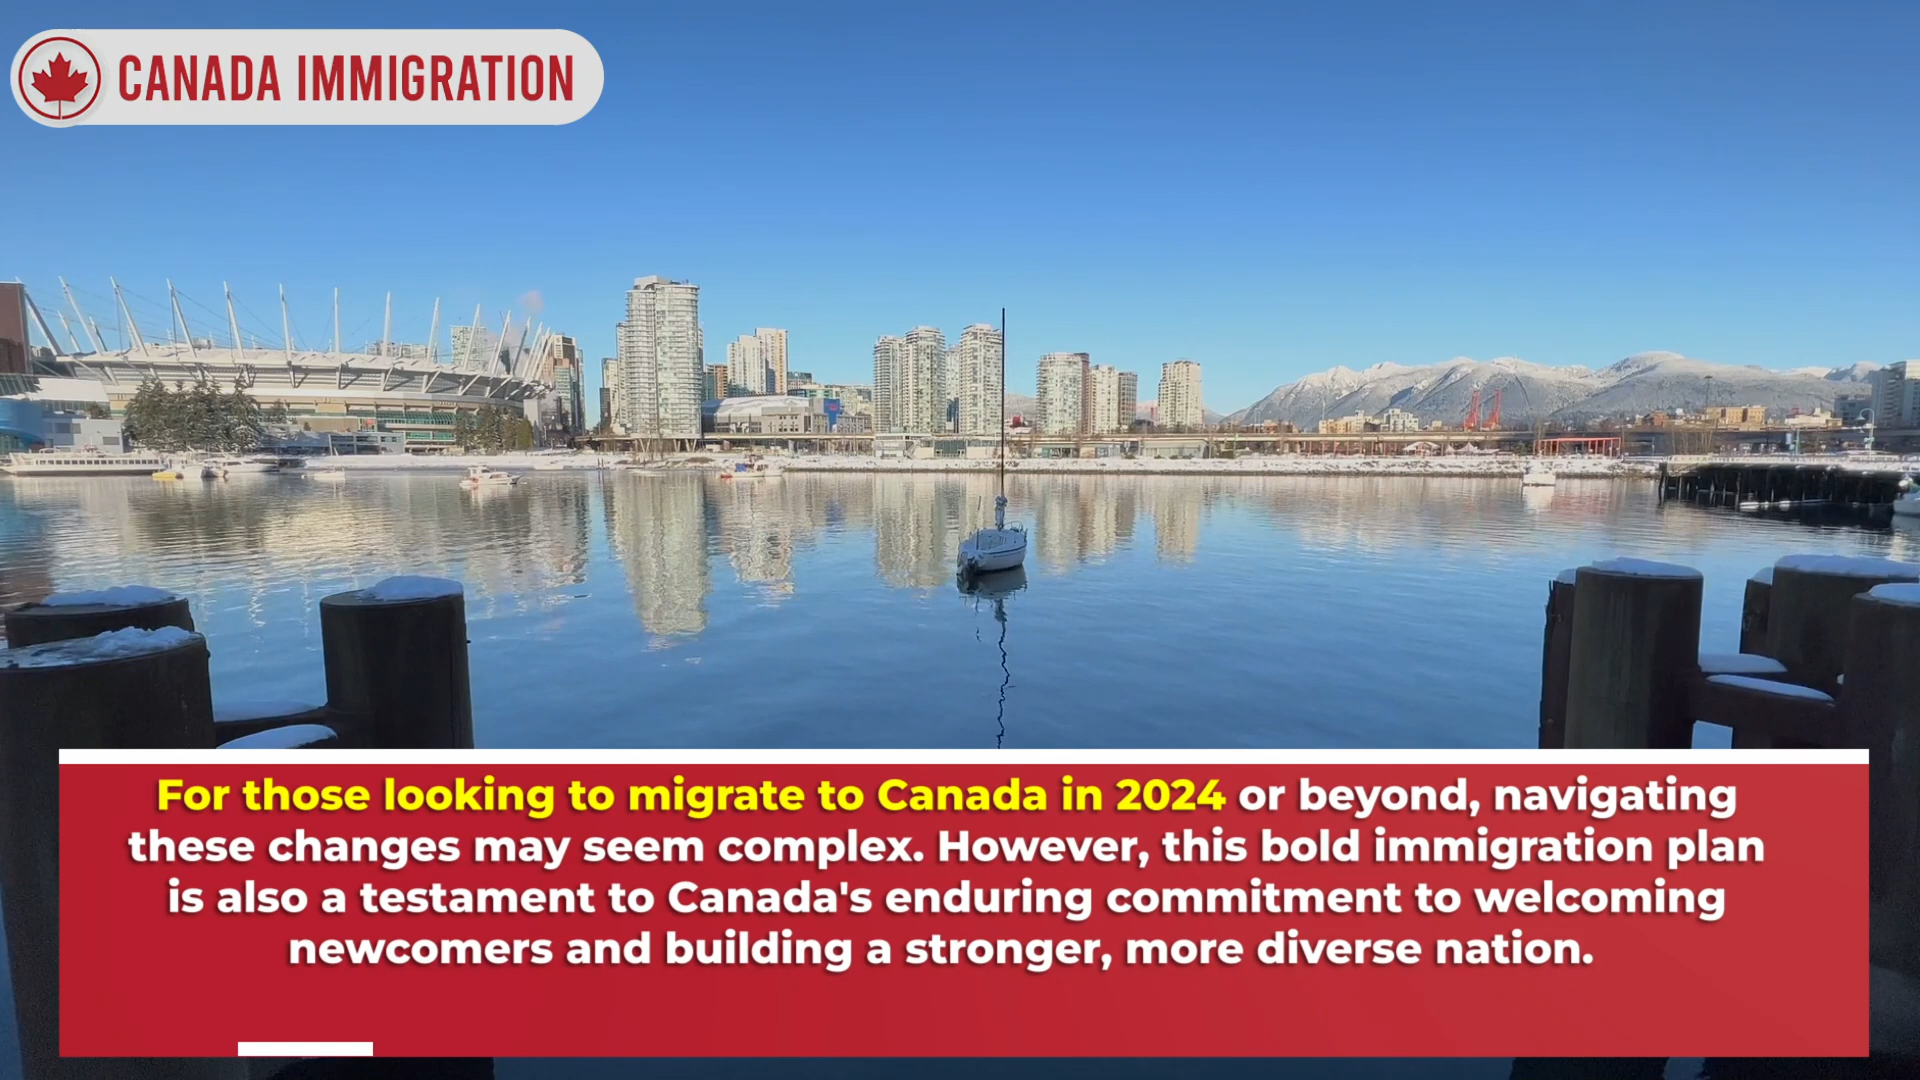 CANADA IMMIGRATION
For those looking to migrate to Canada in 2024 or beyond, navigating
these changes may seem complex. However, this bold immigration plan
is also a testament to Canada's enduring commitment to welcoming
newcomers and building a stronger, more diverse nation.